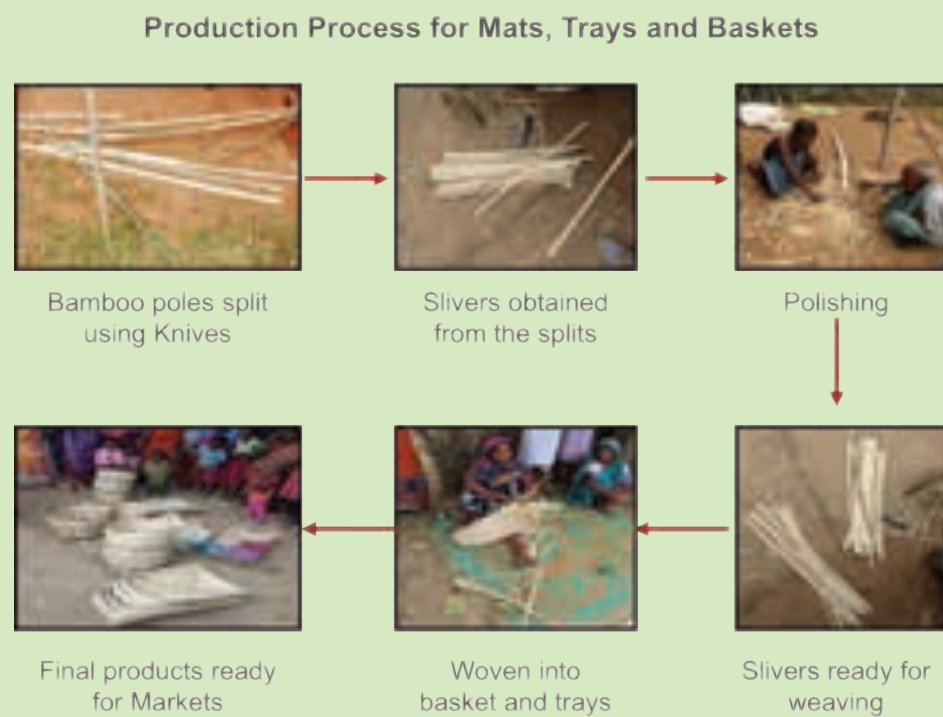 Production Process for Mats, Trays and Baskets
Bamboo poles split
using Knives
Slivers obtained
from the splits
Polishing
Slivers ready for
weaving
Woven into
basket and trays
Final products ready
for Markets